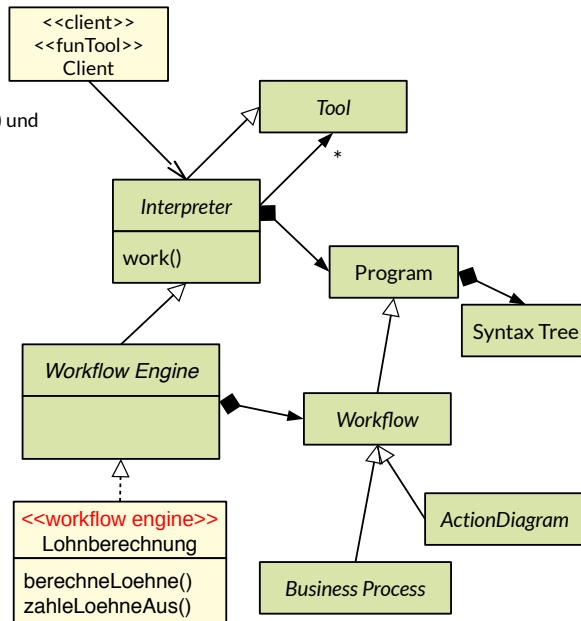 <<client>>
<<funTool>>
Client
) und
Tool
*
Interpreter
work()
Program
Syntax Tree
Workflow Engine
Workflow
<<workflow engine>>
Lohnberechnung
berechneLoehne()
zahleLoehneAus()
ActionDiagram
Business Process